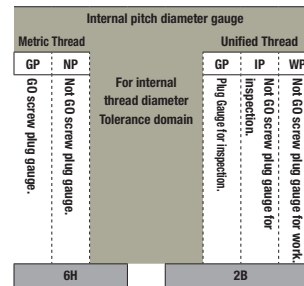 Internal pitch diameter gauge
Metric Thread
Unified Thread
GP
NP
GP
IP
WP
GO screw plug gauge.
Not GO screw plug gauge.
For internal
thread diameter
Tolerance domain
Plug Gauge for inspection.
Not GO screw plug gauge for
inspection.
Not GO screw plug gauge for work.
6H
2B